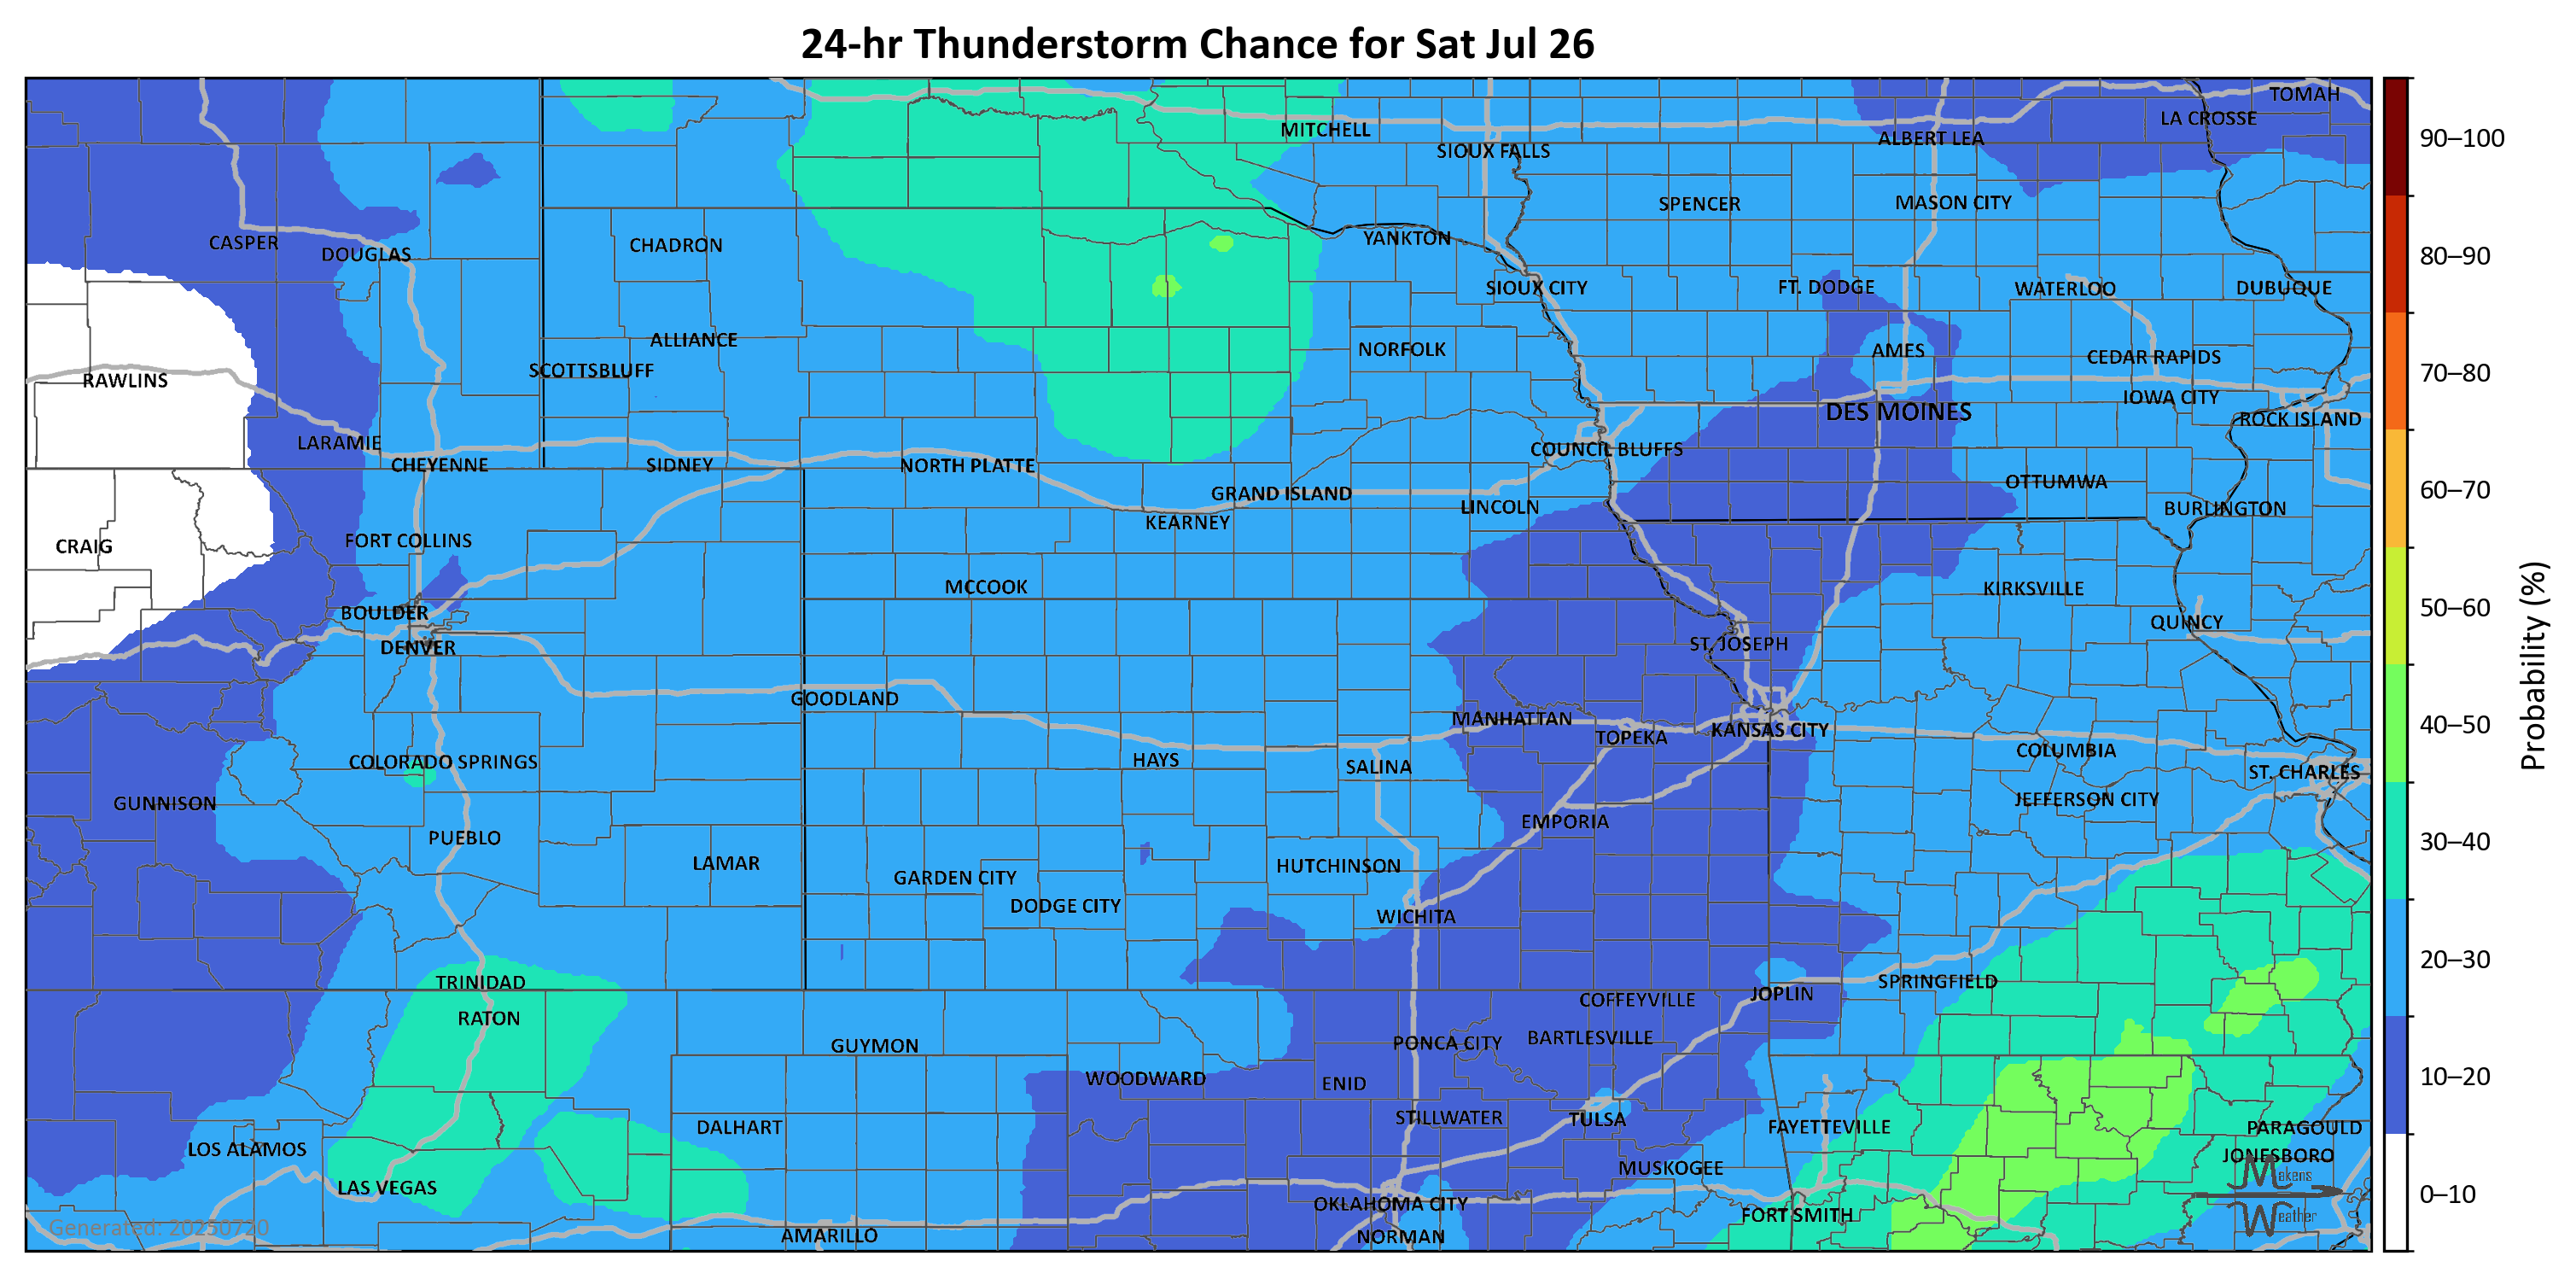 24-hr Thunderstorm Chance for Sat Jul 26
TOMAH
LA CROSSE
MITCHELL
ALBERT LEA
SIOUX FALLS
SPENCER
MASON CITY
CASPER
DOUGLAS
CHADRON
YANKTON
SIOUX CITY
FT. DODGE
WATERLOO
DUBUQUE
ALLIANCE
NORFOLK
AMES
CEDAR RAPIDS
RAWLINS
SCOTTSBLUFF
IOWA CITY
DES MOINES
ROCK ISLAND
LARAMIE
COUNCIL BLUFFS
CHEYENNE
SIDNEY
NORTH PLATTE
GRAND ISLAND
OTTUMWA
LINCOLN
BURLINGTON
KEARNEY
CRAIG
FORT COLLINS
MCCOOK
KIRKSVILLE
BOULDER
QUINCY
DENVER
ST. JOSEPH
GOODLAND
MANHATTAN
KANSAS CITY
TOPEKA
COLUMBIA
COLORADO SPRINGS
HAYS
SALINA
ST. CHARLES
GUNNISON
JEFFERSON CITY
EMPORIA
PUEBLO
LAMAR
HUTCHINSON
GARDEN CITY
DODGE CITY
WICHITA
TRINIDAD
SPRINGFIELD
JOPLIN
COFFEYVILLE
RATON
BARTLESVILLE
GUYMON
PONCA CITY
WOODWARD
ENID
STILLWATER
TULSA
DALHART
FAYETTEVILLE
PARAGOULD
LOS ALAMOS
JONESBORO
MUSKOGEE
LAS VEGAS
OKLAHOMA CITY
FORT SMITH
AMARILLO
NORMAN
Generated: 20250720
Makens
Weather
90–100
80–90
70–80
60–70
50–60
40–50
30–40
20–30
10–20
0–10
Probability (%)